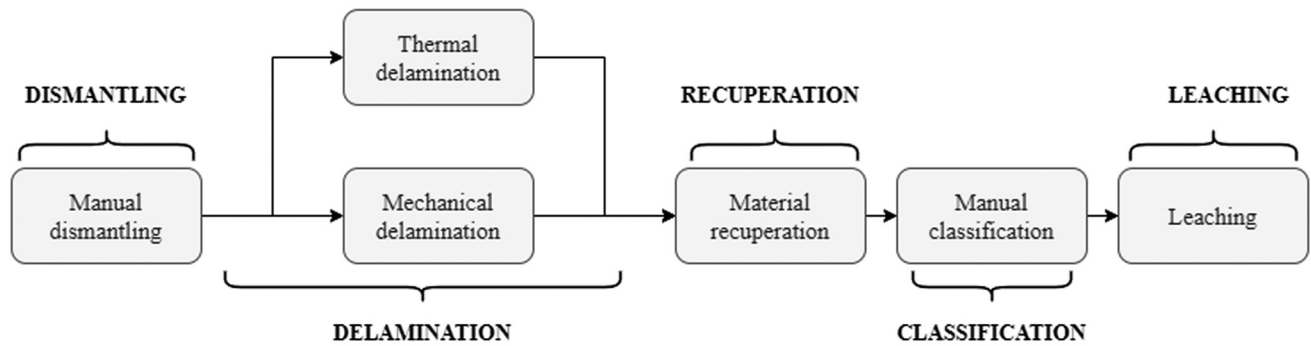 Thermal
delamination
DISMANTLING
RECUPERATION
LEACHING
Manual
dismantling
Mechanical
delamination
Material
recuperation
Manual
classification
Leaching
DELAMINATION
CLASSIFICATION